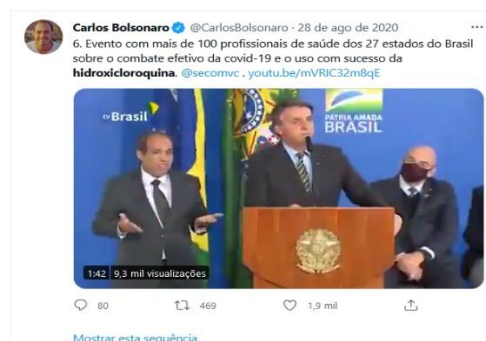 Carlos Bolsonaro @CarlosBolsonaro · 28 de ago de 2020 ···
6. Evento com mais de 100 profissionais de saúde dos 27 estados do Brasil
sobre o combate efetivo da covid-19 e o uso com sucesso da
hidroxicloroquina. @secomvc . youtu.be/mVRIC32m8qE
tvBrasil
PÁTRIA AMADA
BRASIL
1:42 9,3 mil visualizações
80 469 1,9 mil
Mostrar esta sequência